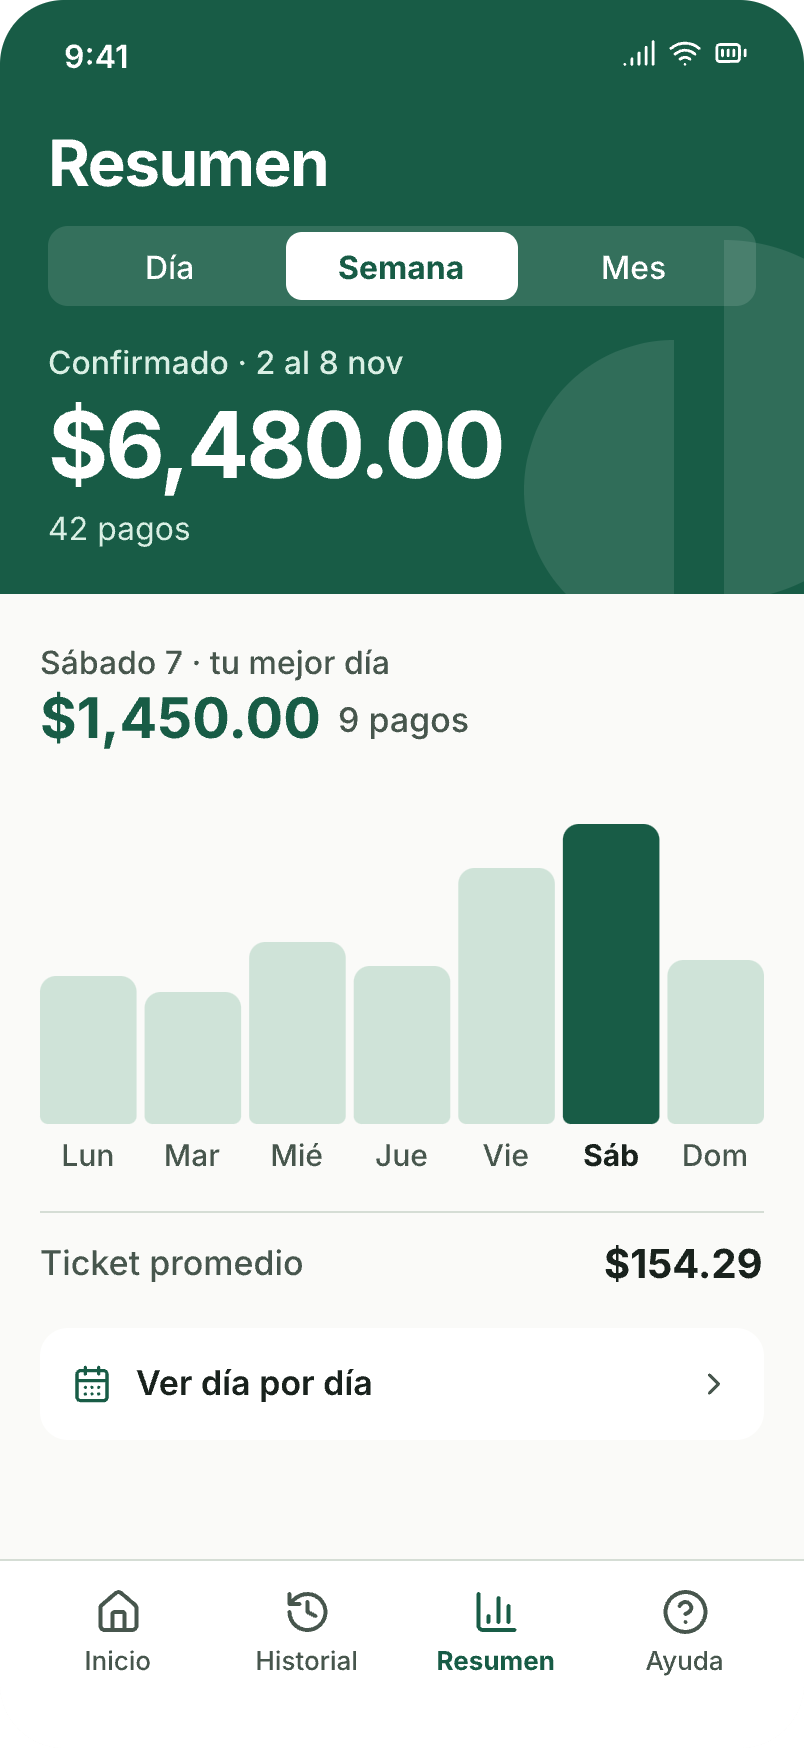 9:41
Resumen
Día Semana Mes
Confirmado · 2 al 8 nov
$6,480.00
42 pagos
Sábado 7 · tu mejor día
$1,450.00 9 pagos
Lun Mar Mié Jue Vie Sáb Dom
Ticket promedio $154.29
Ver día por día
Inicio Historial Resumen Ayuda